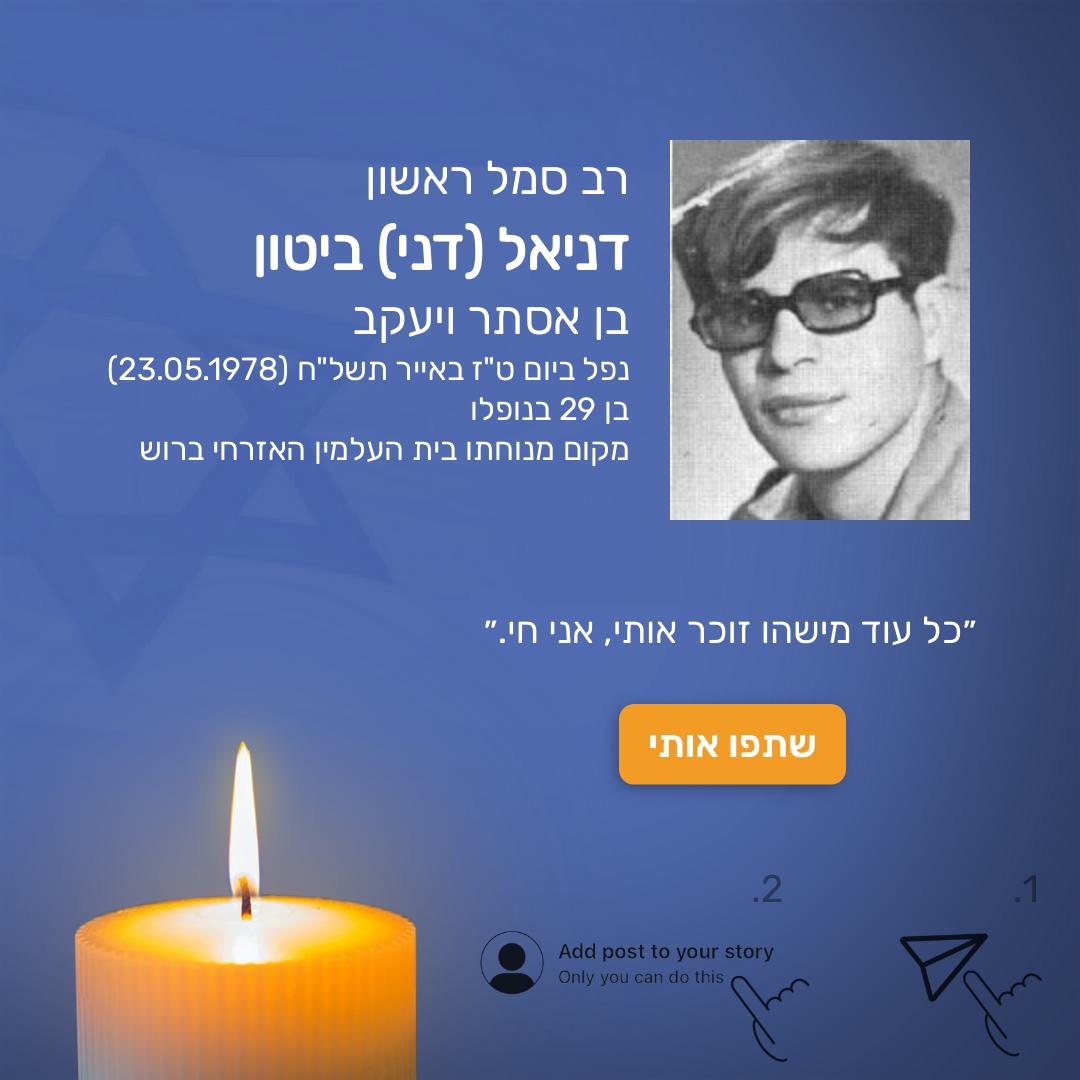 רב סמל ראשון
דניאל (דני) ביטון
בן אסתר ויעקב
נפל ביום ט"ז באייר תשל"ח (23.05.1978)
בן 29 בנופלו
מקום מנוחתו בית העלמין האזרחי ברוש
״כל עוד מישהו זוכר אותי, אני חי.״
שתפו אותי
1.
2.
Add post to your story
Only you can do this